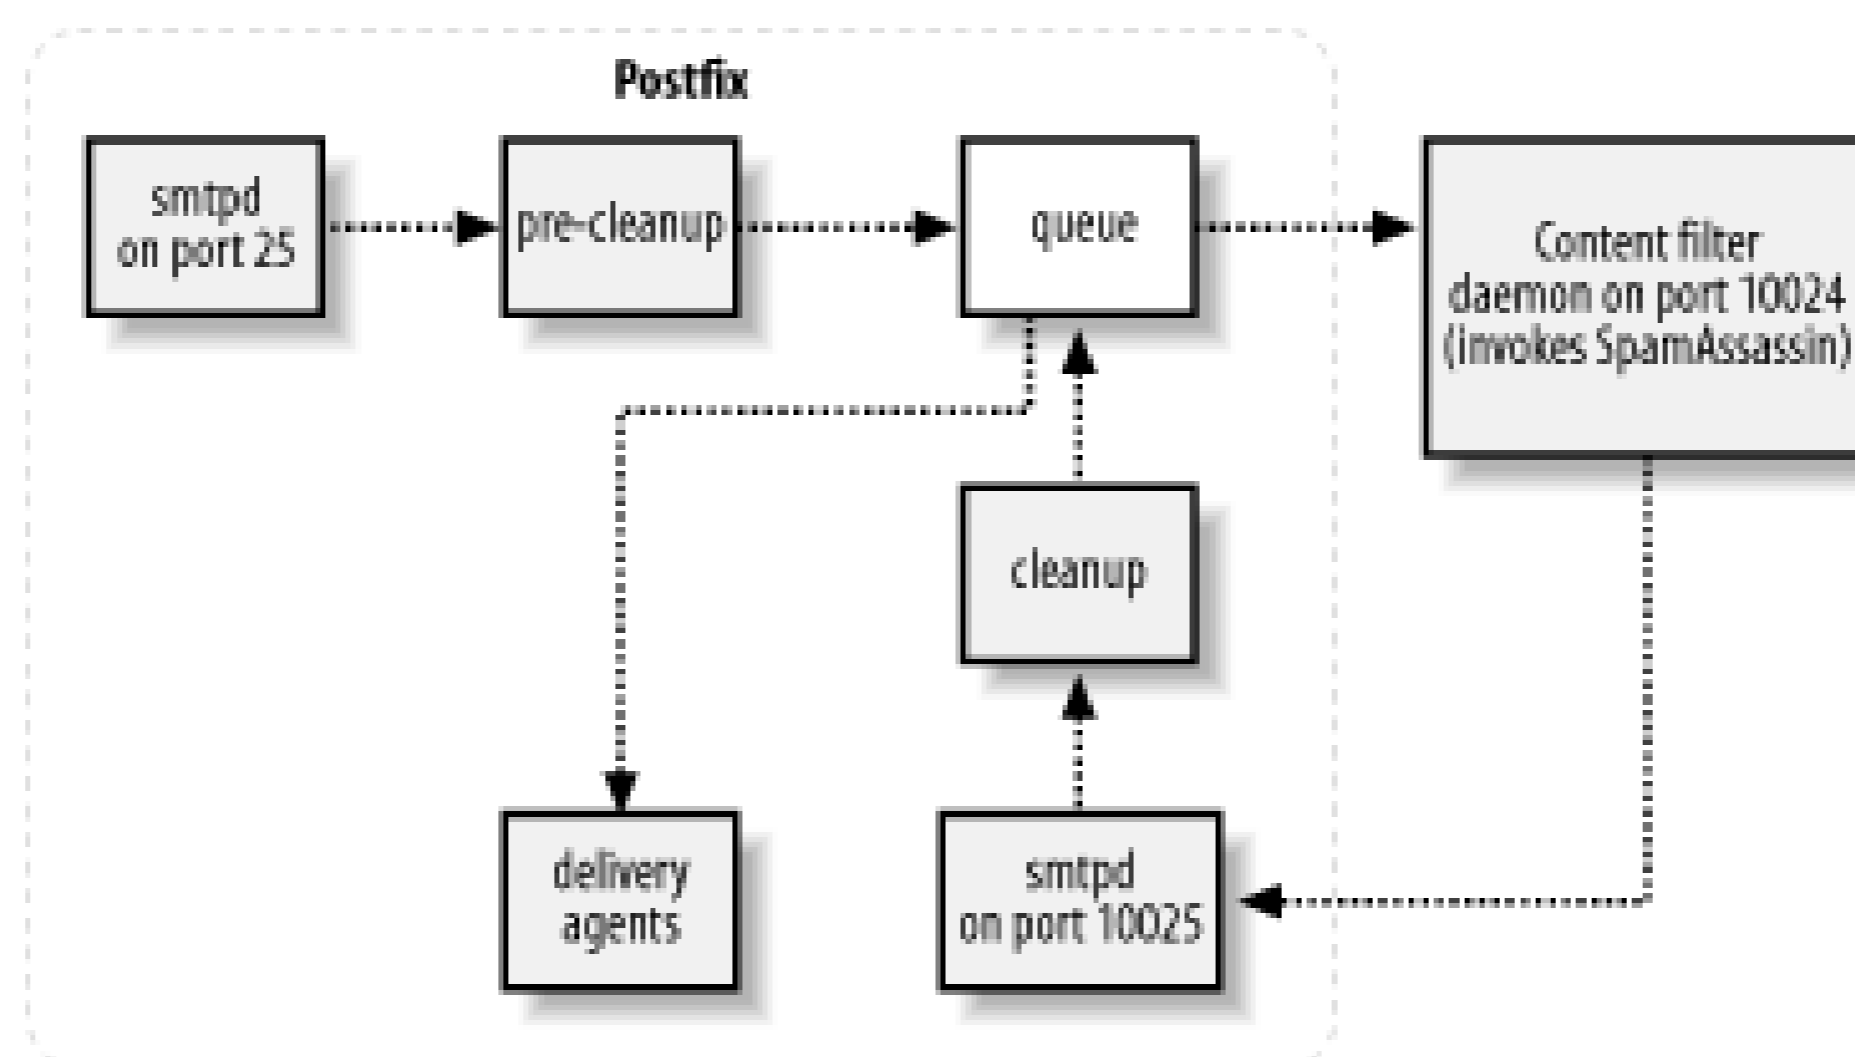 Postfix
smtpd
on port 25
pre-cleanup
queue
Content filter
daemon on port 10024
(invokes SpamAssassin)
cleanup
delivery
agents
smtpd
on port 10025